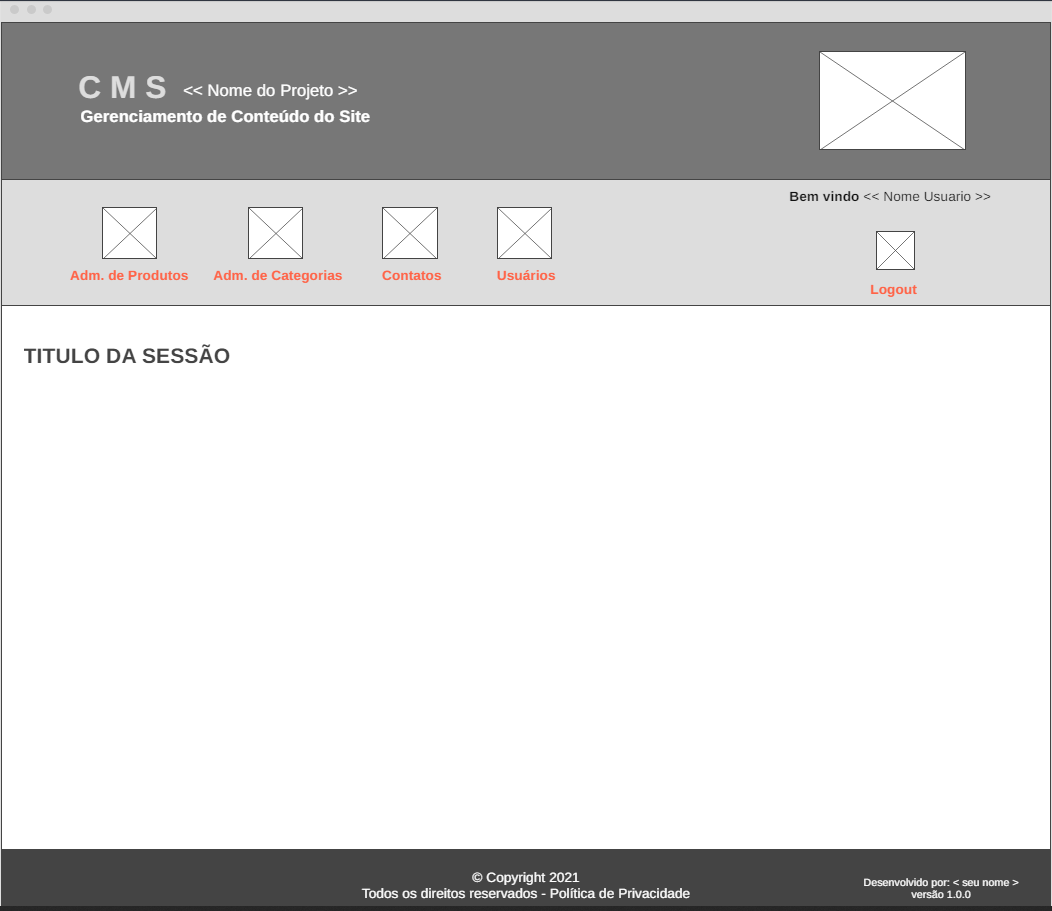 C M S << Nome do Projeto >>
Gerenciamento de Conteúdo do Site
Bem vindo << Nome Usuario >>
Adm. de Produtos
Adm. de Categorias
Contatos
Usuários
Logout
TITULO DA SESSÃO
© Copyright 2021
Todos os direitos reservados - Política de Privacidade
Desenvolvido por: < seu nome >
versão 1.0.0